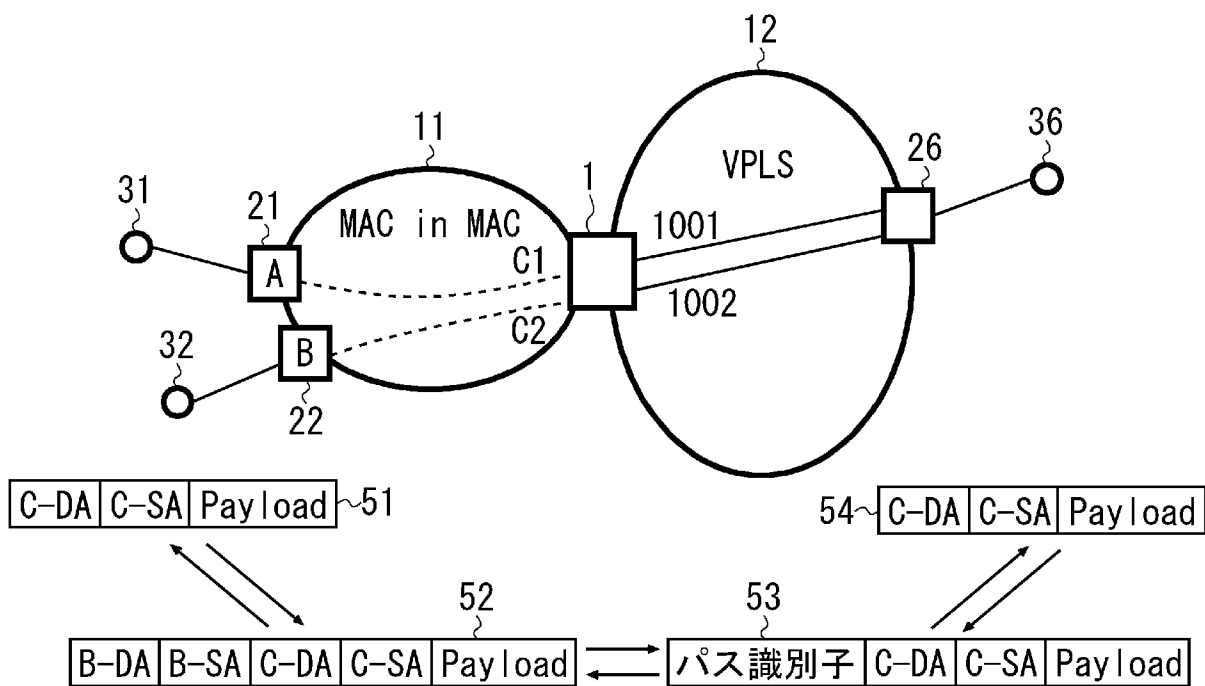 12
11
36
1
VPLS
26
31
21
MAC in MAC
1001
A
C1
1002
C2
32
B
22
C-DA C-SA Payload 51
54 C-DA C-SA Payload
52
53
B-DA B-SA C-DA C-SA Payload
パス識別子 C-DA C-SA Payload